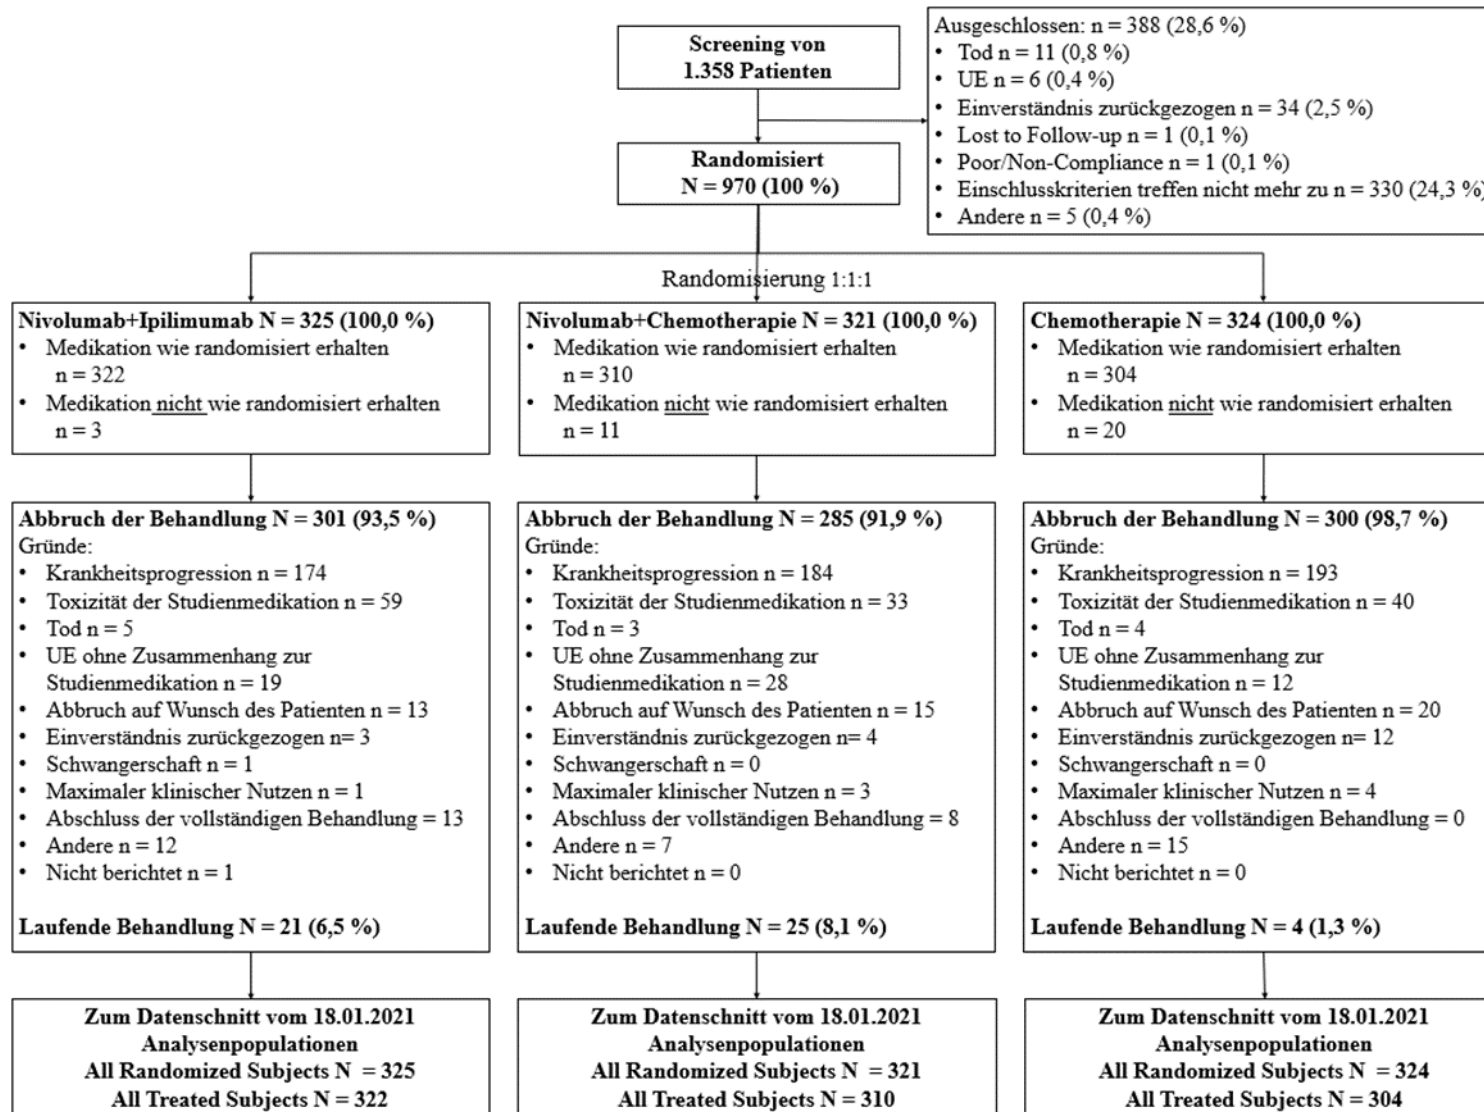 Screening von
1.358 Patienten
Ausgeschlossen: n = 388 (28,6 %)
• Tod n = 11 (0,8 %)
• UE n = 6 (0,4 %)
• Einverständnis zurückgezogen n = 34 (2,5 %)
• Lost to Follow-up n = 1 (0,1 %)
• Poor/Non-Compliance n = 1 (0,1 %)
• Einschlusskriterien treffen nicht mehr zu n = 330 (24,3 %)
• Andere n = 5 (0,4 %)
Randomisiert
N = 970 (100 %)
Randomisierung 1:1:1
Nivolumab+Ipilimumab N = 325 (100,0 %)
• Medikation wie randomisiert erhalten
n = 322
• Medikation nicht wie randomisiert erhalten
n = 3
Nivolumab+Chemotherapie N = 321 (100,0 %)
• Medikation wie randomisiert erhalten
n = 310
• Medikation nicht wie randomisiert erhalten
n = 11
Chemotherapie N = 324 (100,0 %)
• Medikation wie randomisiert erhalten
n = 304
• Medikation nicht wie randomisiert erhalten
n = 20
Abbruch der Behandlung N = 301 (93,5 %)
Gründe:
• Krankheitsprogression n = 174
• Toxizität der Studienmedikation n = 59
• Tod n = 5
• UE ohne Zusammenhang zur
Studienmedikation n = 19
• Abbruch auf Wunsch des Patienten n = 13
• Einverständnis zurückgezogen n= 3
• Schwangerschaft n = 1
• Maximaler klinischer Nutzen n = 1
• Abschluss der vollständigen Behandlung = 13
• Andere n = 12
• Nicht berichtet n = 1
Laufende Behandlung N = 21 (6,5 %)
Abbruch der Behandlung N = 285 (91,9 %)
Gründe:
• Krankheitsprogression n = 184
• Toxizität der Studienmedikation n = 33
• Tod n = 3
• UE ohne Zusammenhang zur
Studienmedikation n = 28
• Abbruch auf Wunsch des Patienten n = 15
• Einverständnis zurückgezogen n= 4
• Schwangerschaft n = 0
• Maximaler klinischer Nutzen n = 3
• Abschluss der vollständigen Behandlung = 8
• Andere n = 7
• Nicht berichtet n = 0
Laufende Behandlung N = 25 (8,1 %)
Abbruch der Behandlung N = 300 (98,7 %)
Gründe:
• Krankheitsprogression n = 193
• Toxizität der Studienmedikation n = 40
• Tod n = 4
• UE ohne Zusammenhang zur
Studienmedikation n = 12
• Abbruch auf Wunsch des Patienten n = 20
• Einverständnis zurückgezogen n= 12
• Schwangerschaft n = 0
• Maximaler klinischer Nutzen n = 4
• Abschluss der vollständigen Behandlung = 0
• Andere n = 15
• Nicht berichtet n = 0
Laufende Behandlung N = 4 (1,3 %)
Zum Datenschnitt vom 18.01.2021
Analysenpopulationen
All Randomized Subjects N = 325
All Treated Subjects N = 322
Zum Datenschnitt vom 18.01.2021
Analysenpopulationen
All Randomized Subjects N = 321
All Treated Subjects N = 310
Zum Datenschnitt vom 18.01.2021
Analysenpopulationen
All Randomized Subjects N = 324
All Treated Subjects N = 304